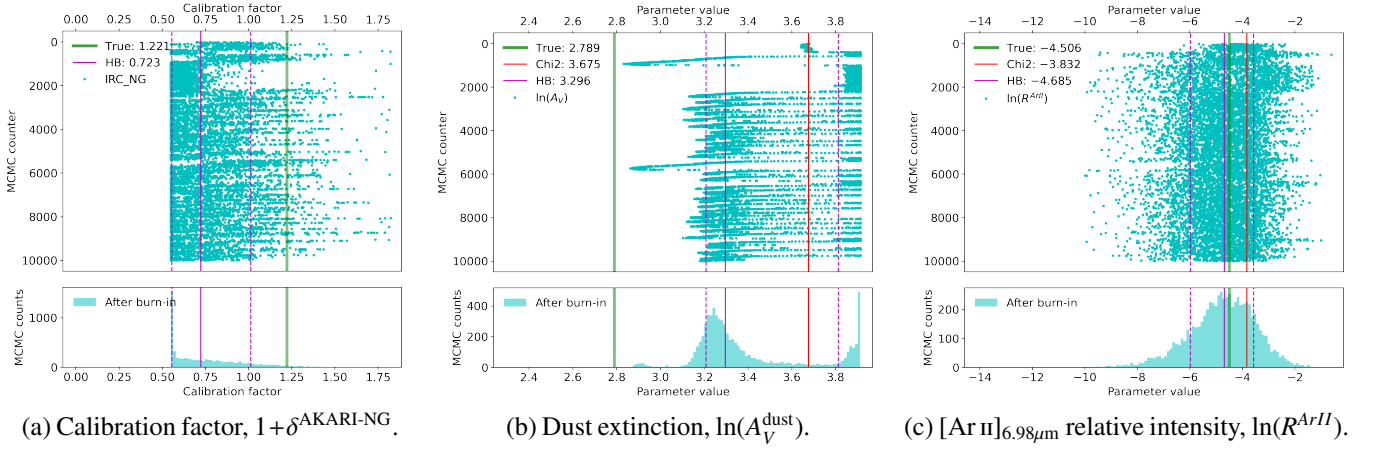 Calibration factor
0.00 0.25 0.50 0.75 1.00 1.25 1.50 1.75
MCMC counter
0
2000
4000
6000
8000
10000
True: 1.221
HB: 0.723
IRC_NG
MCMC counts
1000
0
After burn-in
0.00 0.25 0.50 0.75 1.00 1.25 1.50 1.75
Calibration factor
(a) Calibration factor, 1+δ^AKARI-NG.
Parameter value
2.4 2.6 2.8 3.0 3.2 3.4 3.6 3.8
MCMC counter
0
2000
4000
6000
8000
10000
True: 2.789
Chi2: 3.675
HB: 3.296
ln(A_V)
MCMC counts
400
200
0
After burn-in
2.4 2.6 2.8 3.0 3.2 3.4 3.6 3.8
Parameter value
(b) Dust extinction, ln(A_V^dust).
Parameter value
−14 −12 −10 −8 −6 −4 −2
MCMC counter
0
2000
4000
6000
8000
10000
True: −4.506
Chi2: −3.832
HB: −4.685
ln(R^ArII)
MCMC counts
200
100
0
After burn-in
−14 −12 −10 −8 −6 −4 −2
Parameter value
(c) [Ar II]_6.98μm relative intensity, ln(R^ArII).